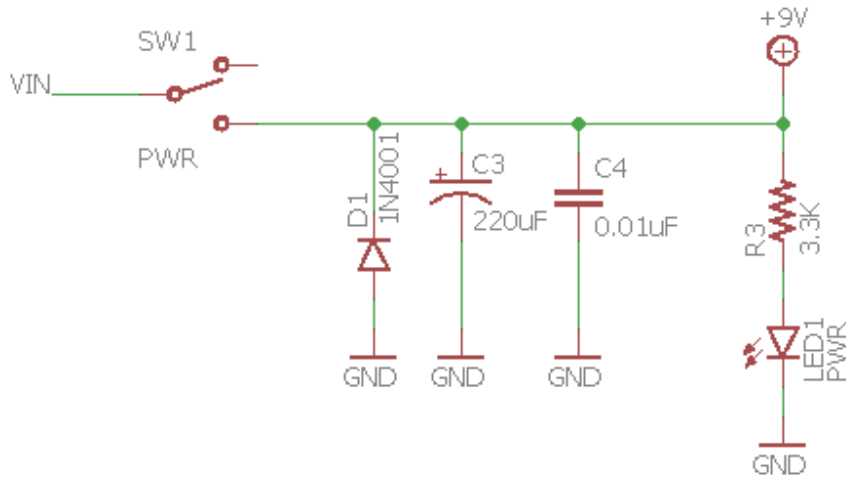 +9V
SW1
VIN
PWR
D1
1N4001
C3
220uF
C4
0.01uF
R3
3.3K
LED1
PWR
GND
GND
GND
GND